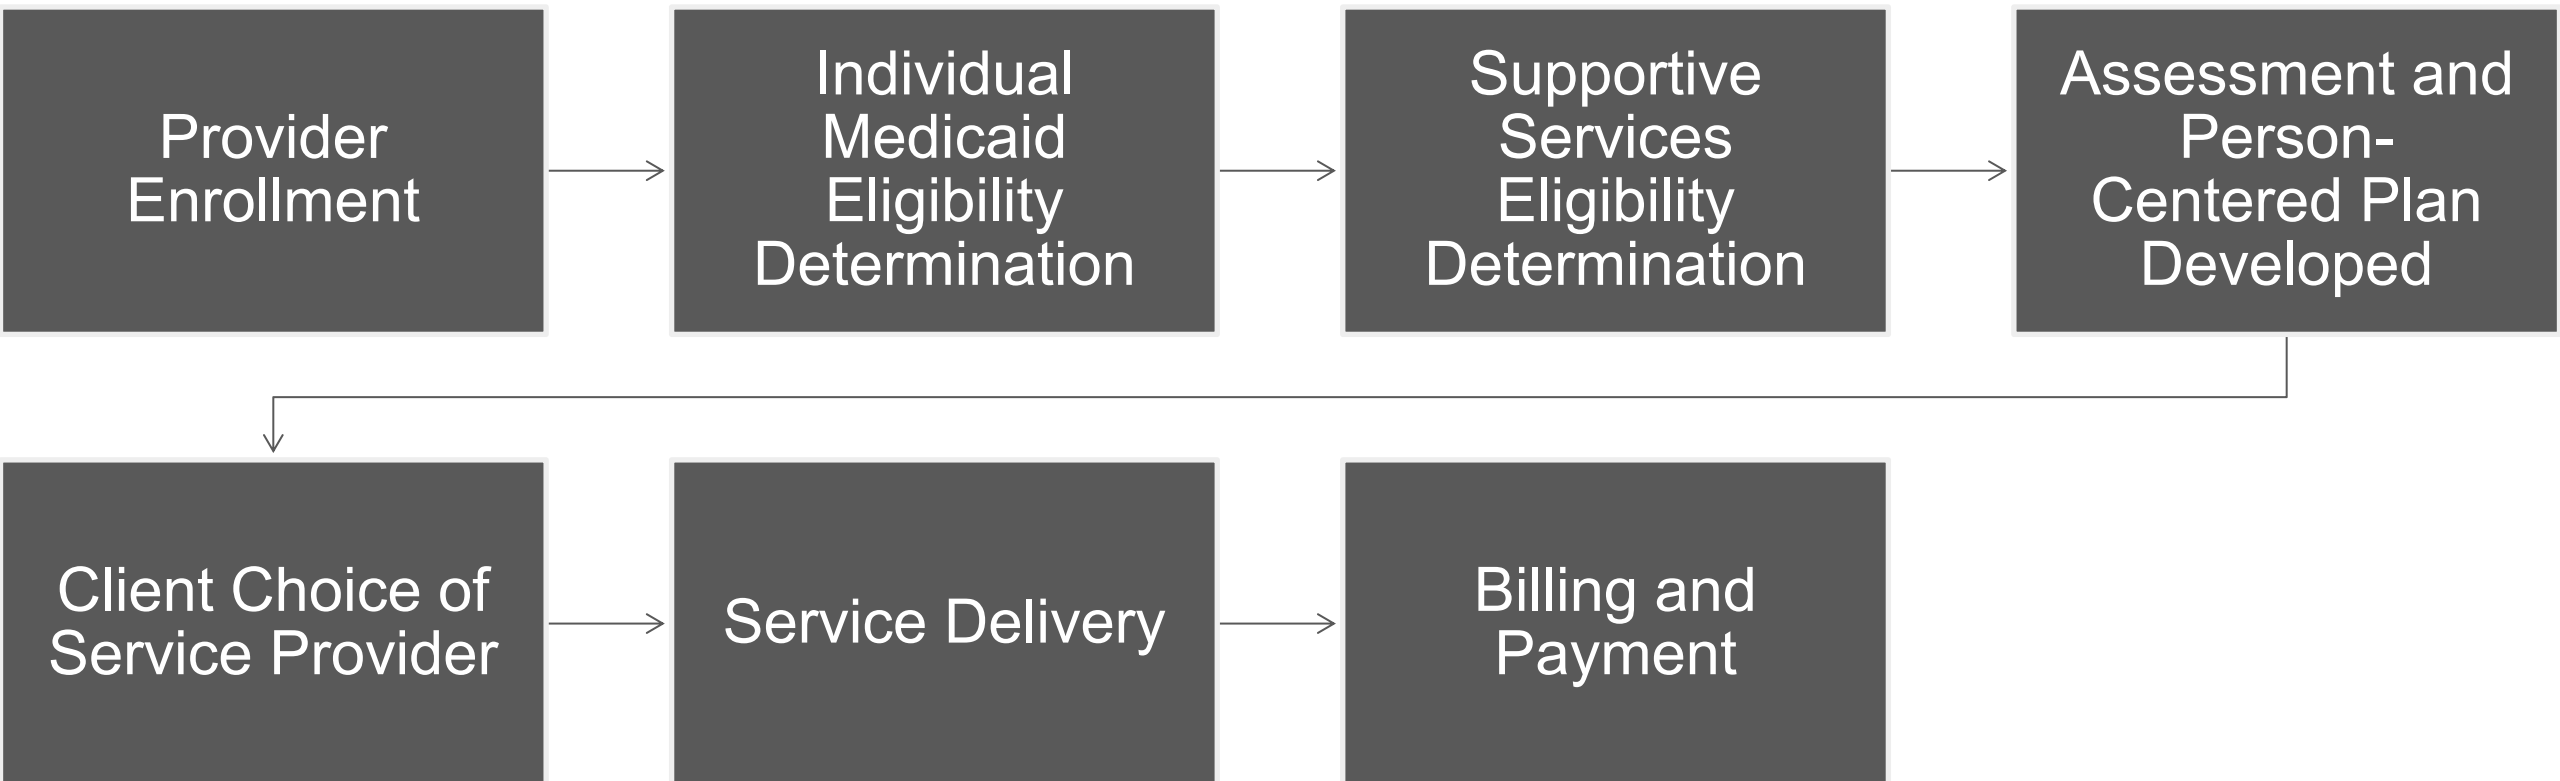 Provider
Enrollment
Individual
Medicaid
Eligibility
Determination
Supportive
Services
Eligibility
Determination
Assessment and
Person-
Centered Plan
Developed
Client Choice of
Service Provider
Service Delivery
Billing and
Payment